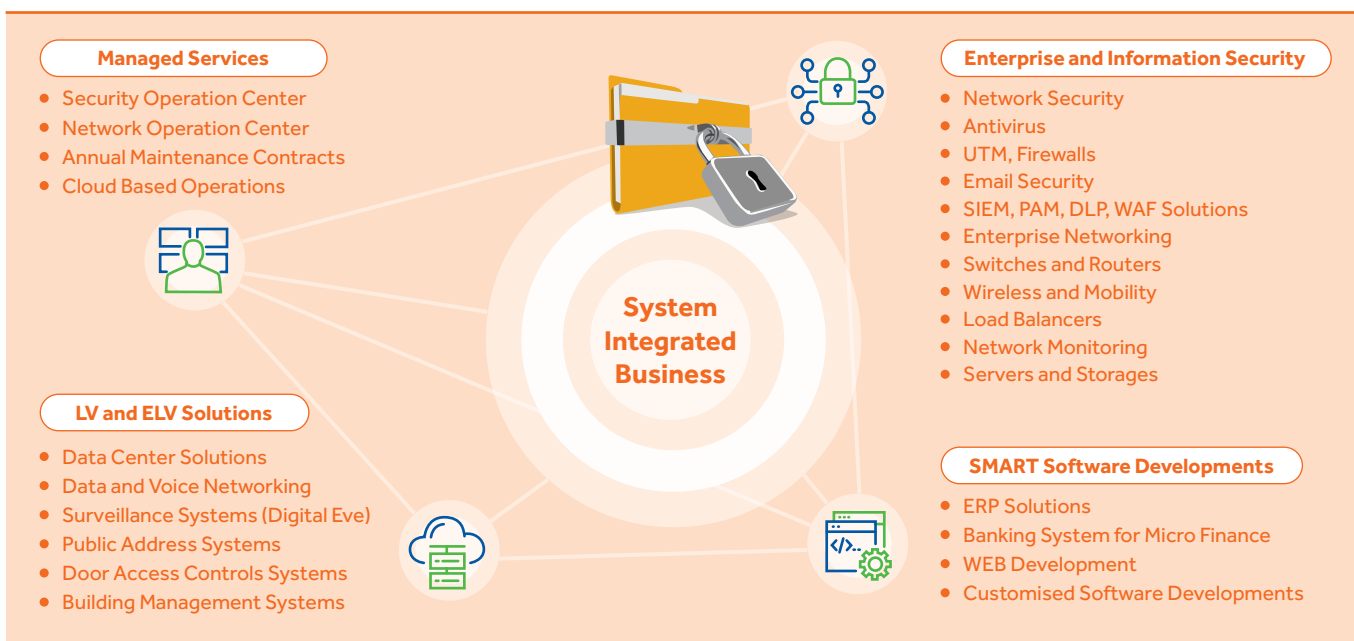 Managed Services
Security Operation Center
Network Operation Center
Annual Maintenance Contracts
Cloud Based Operations
LV and ELV Solutions
Data Center Solutions
Data and Voice Networking
Surveillance Systems (Digital Eve)
Public Address Systems
Door Access Controls Systems
Building Management Systems
System
Integrated
Business
Enterprise and Information Security
Network Security
Antivirus
UTM, Firewalls
Email Security
SIEM, PAM, DLP, WAF Solutions
Enterprise Networking
Switches and Routers
Wireless and Mobility
Load Balancers
Network Monitoring
Servers and Storages
SMART Software Developments
ERP Solutions
Banking System for Micro Finance
WEB Development
Customised Software Developments